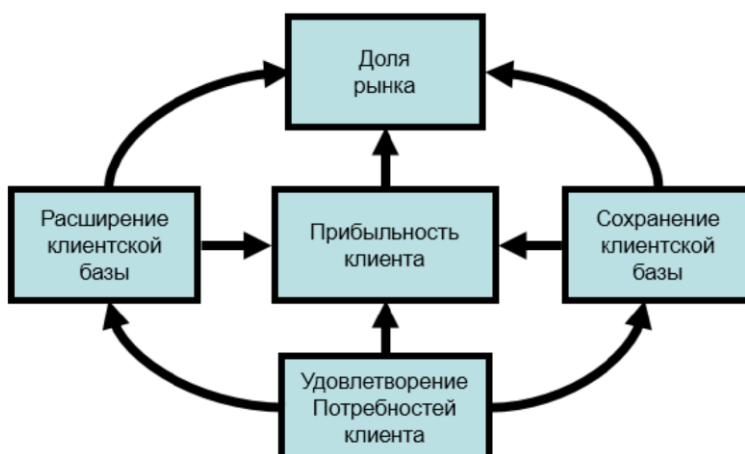 Доля
рынка
Расширение
клиентской
базы
Прибыльность
клиента
Сохранение
клиентской
базы
Удовлетворение
Потребностей
клиента